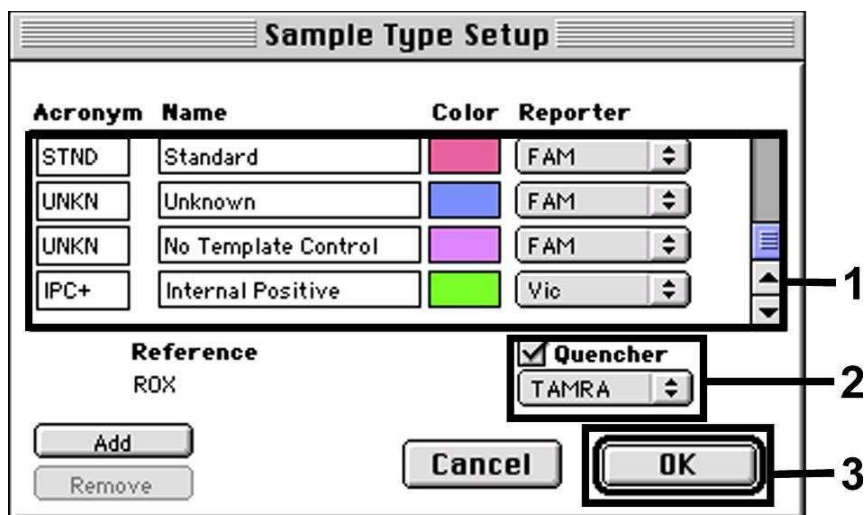 Sample Type Setup
Acronym Name Color Reporter
STND Standard FAM
UNKN Unknown FAM
UNKN No Template Control FAM
IPC+ Internal Positive Vic
1
Reference Quencher
ROX TAMRA
2
Add
Remove
Cancel OK
3